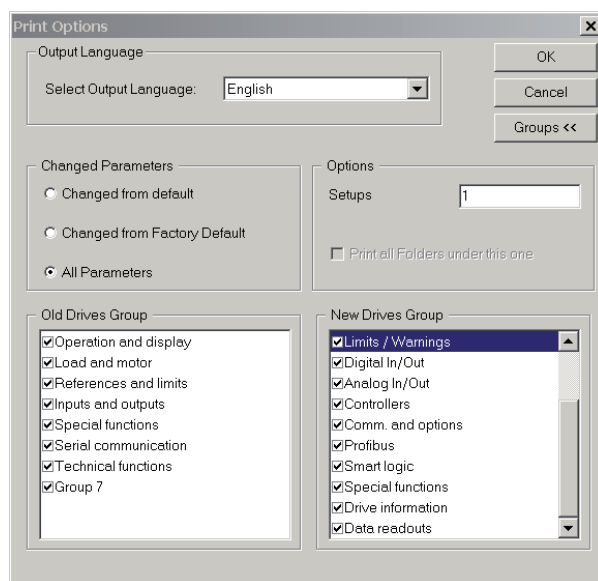 Print Options
Output Language
Select Output Language: English
OK
Cancel
Groups <<
Changed Parameters
Changed from default
Changed from Factory Default
All Parameters
Options
Setups 1
Print all Folders under this one
Old Drives Group
Operation and display
Load and motor
References and limits
Inputs and outputs
Special functions
Serial communication
Technical functions
Group 7
New Drives Group
Limits / Warnings
Digital In/Out
Analog In/Out
Controllers
Comm. and options
Profibus
Smart logic
Special functions
Drive information
Data readouts